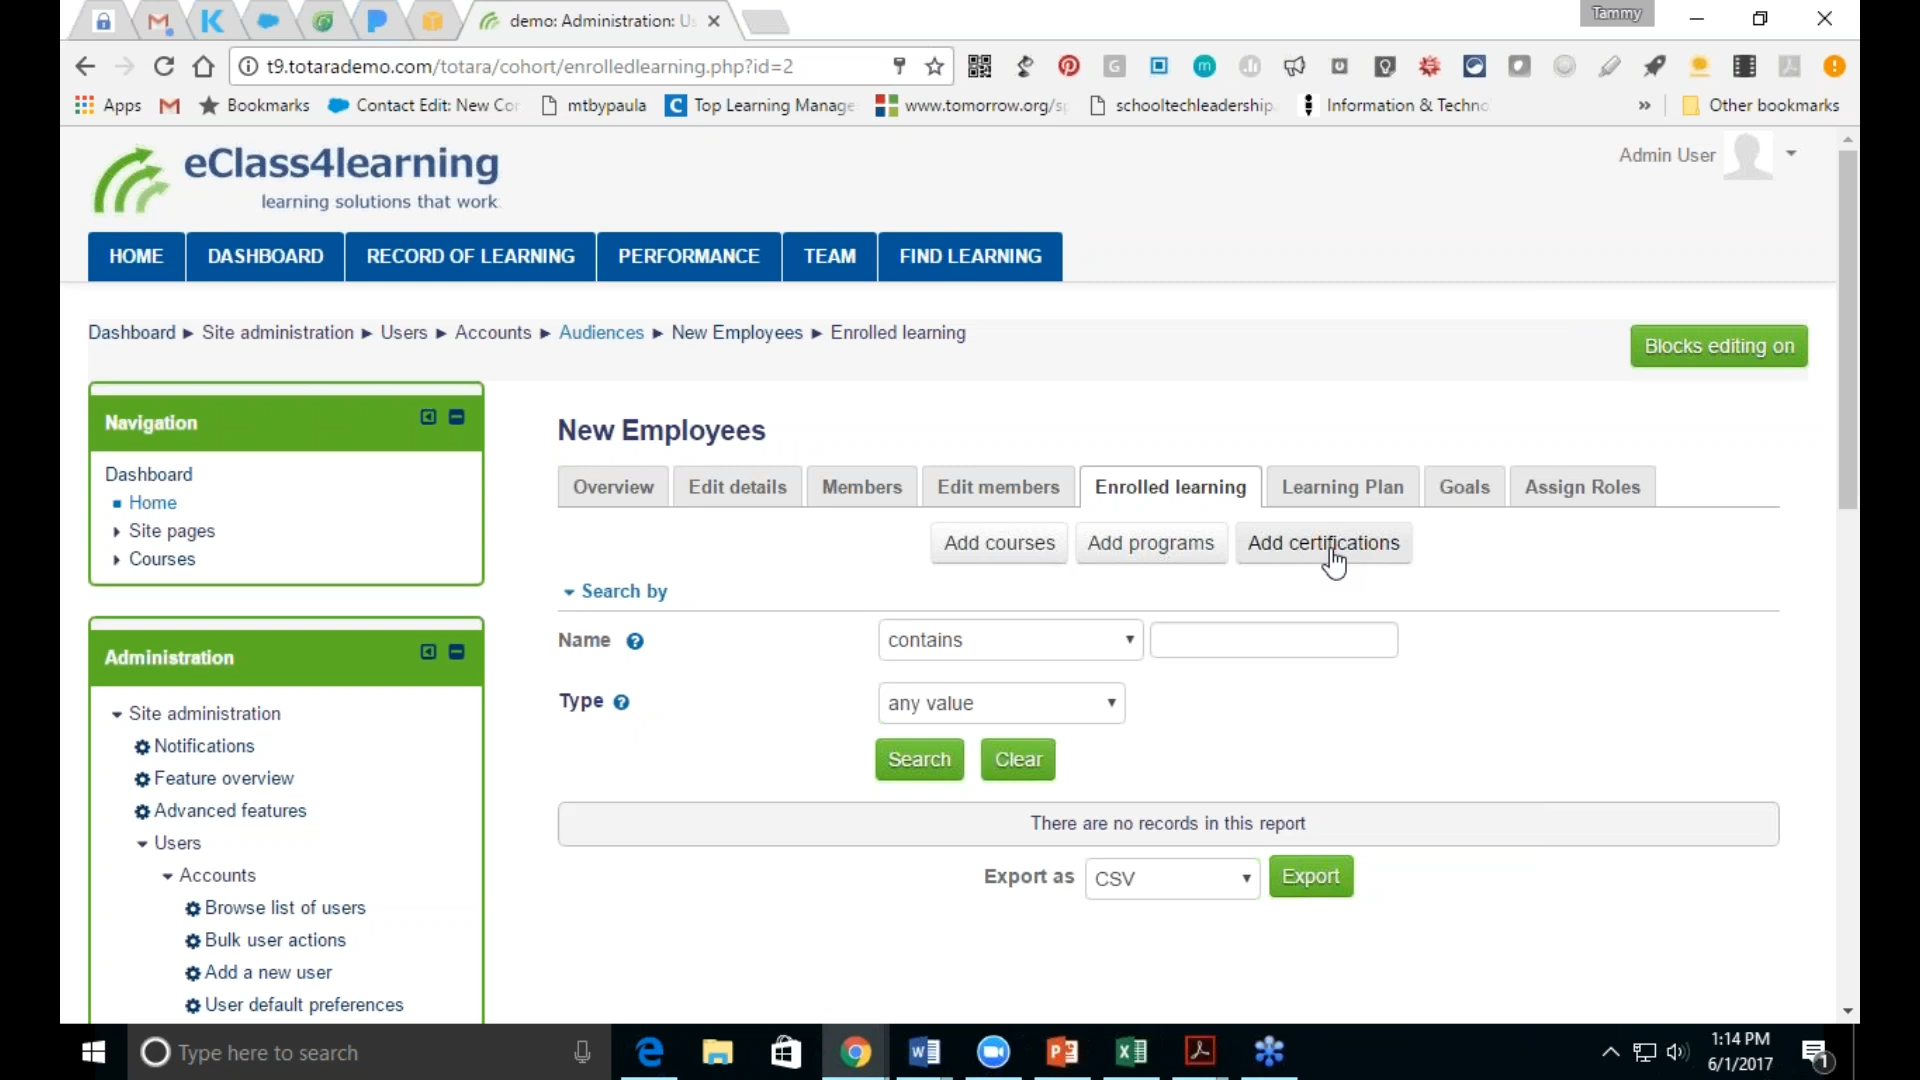 demo: Administration: Us
Tammy
t9.totarademo.com/totara/cohort/enrolledlearning.php?id=2
Apps
Bookmarks
Contact Edit: New Cor
mtbypaula
Top Learning Manage
www.tomorrow.org/sp
schooltechleadership
Information & Techno
»
Other bookmarks
eClass4learning
learning solutions that work
Admin User
HOME
DASHBOARD
RECORD OF LEARNING
PERFORMANCE
TEAM
FIND LEARNING
Dashboard ► Site administration ► Users ► Accounts ► Audiences ► New Employees ► Enrolled learning
Blocks editing on
Navigation
Dashboard
Home
Site pages
Courses
Administration
Site administration
Notifications
Feature overview
Advanced features
Users
Accounts
Browse list of users
Bulk user actions
Add a new user
User default preferences
New Employees
Overview
Edit details
Members
Edit members
Enrolled learning
Learning Plan
Goals
Assign Roles
Add courses
Add programs
Add certifications
Search by
Name
contains
Type
any value
Search
Clear
There are no records in this report
Export as
CSV
Export
Type here to search
1:14 PM
6/1/2017
1